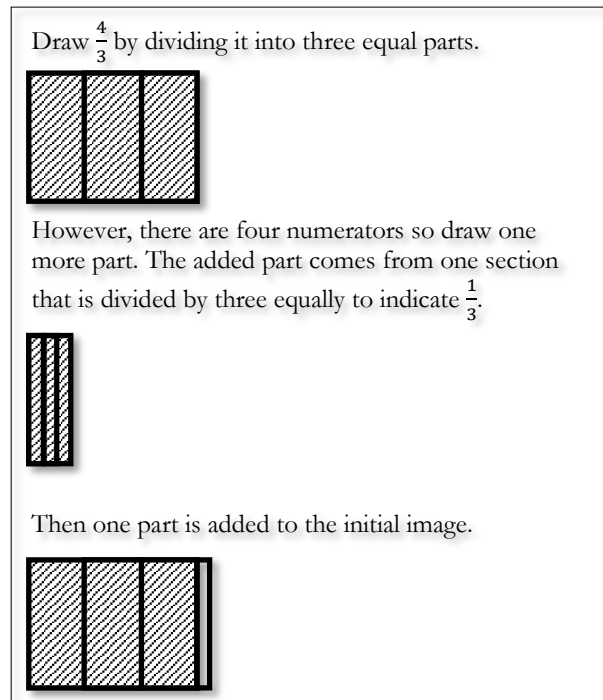 Draw 4/3 by dividing it into three equal parts.
However, there are four numerators so draw one
more part. The added part comes from one section
that is divided by three equally to indicate 1/3.
Then one part is added to the initial image.